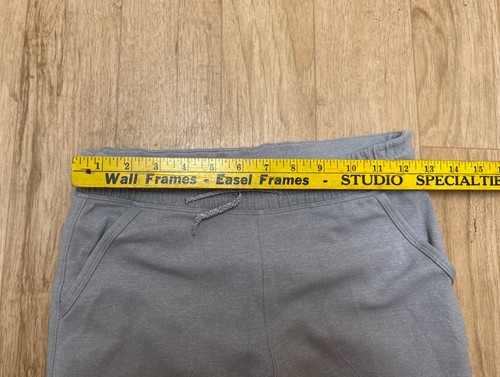 1 2 3 4 5 6 7 8 9 10 11 12 13 14 15
Wall Frames - Easel Frames - STUDIO SPECIALTIE